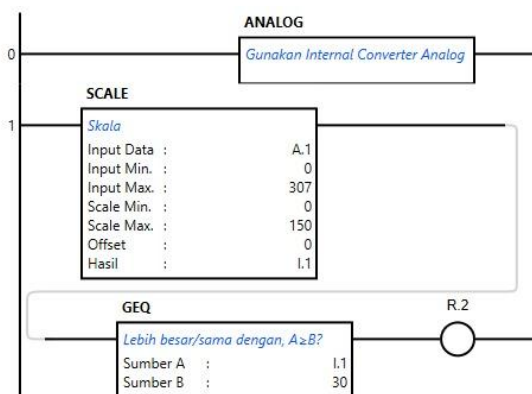 ANALOG
0
Gunakan Internal Converter Analog
SCALE
1
Skala
Input Data : A.1
Input Min. : 0
Input Max. : 307
Scale Min. : 0
Scale Max. : 150
Offset : 0
Hasil : I.1
GEQ
R.2
Lebih besar/sama dengan, A≥B?
Sumber A : I.1
Sumber B : 30